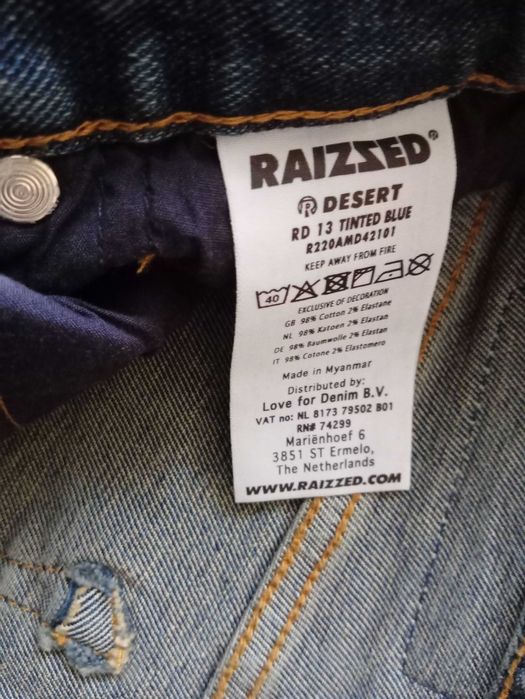 RAIZZED®
R DESERT
RD 13 TINTED BLUE
R220AMD42101
KEEP AWAY FROM FIRE
40
EXCLUSIVE OF DECORATION
GB 98% Cotton 2% Elastane
NL 98% Katoen 2% Elastan
DE 98% Baumwolle 2% Elastan
IT 98% Cotone 2% Elastomero
Made in Myanmar
Distributed by:
Love for Denim B.V.
VAT no: NL 8173 79502 B01
RN# 74299
Mariënhoef 6
3851 ST Ermelo,
The Netherlands
WWW.RAIZZED.COM